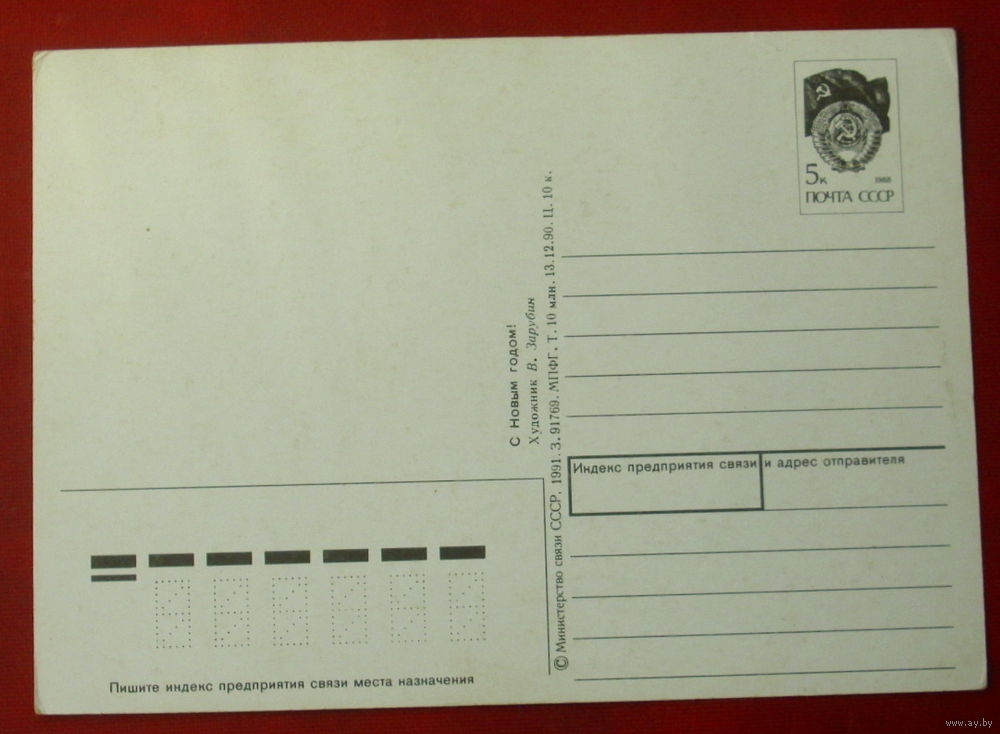 5к 1988
ПОЧТА СССР
С Новым годом!
Художник В. Зарубин
© Министерство связи СССР, 1991. З. 91769. МПФГ. Т. 10 млн. 13.12.90. Ц. 10 к.
Индекс предприятия связи и адрес отправителя
Пишите индекс предприятия связи места назначения
www.ay.by